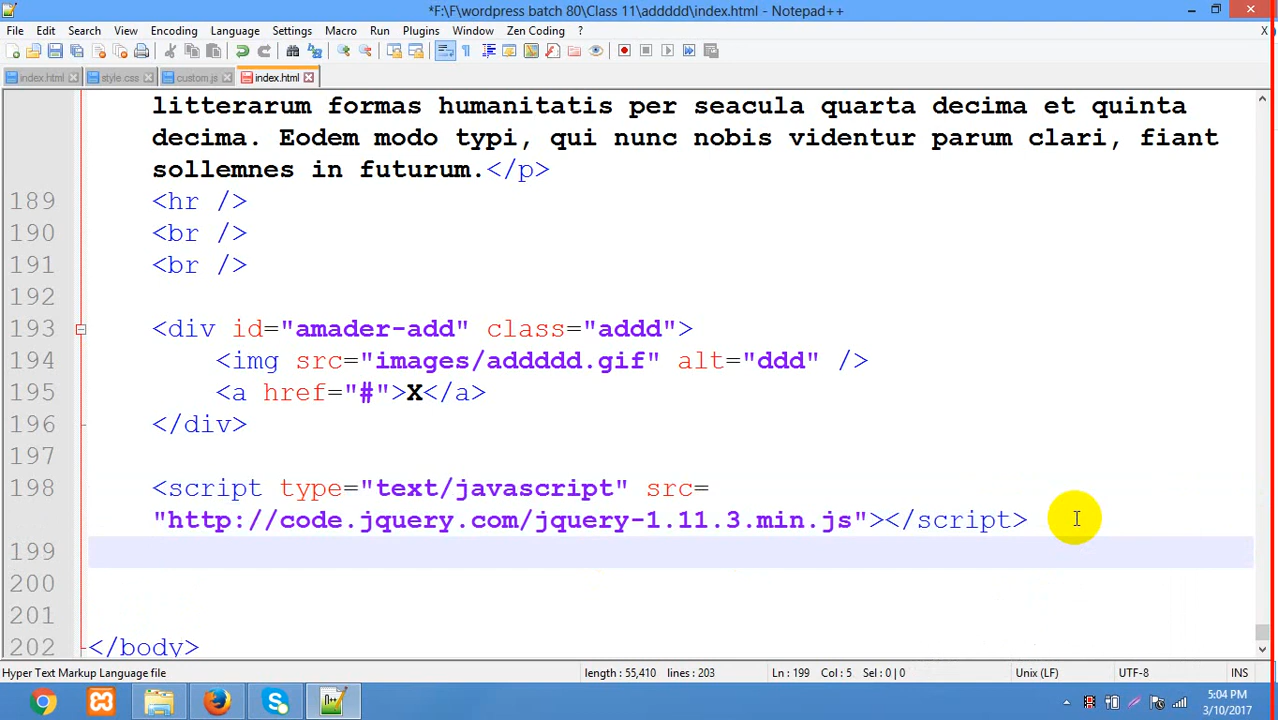 *F:\F\wordpress batch 80\Class 11\addddd\index.html - Notepad++
File Edit Search View Encoding Language Settings Macro Run Plugins Window Zen Coding ? X
index.html style.css custom.js index.html
litterarum formas humanitatis per seacula quarta decima et quinta
decima. Eodem modo typi, qui nunc nobis videntur parum clari, fiant
sollemnes in futurum.</p>
189 <hr />
190 <br />
191 <br />
192
193 <div id="amader-add" class="addd">
194 <img src="images/addddd.gif" alt="ddd" />
195 <a href="#">X</a>
196 </div>
197
198 <script type="text/javascript" src=
"http://code.jquery.com/jquery-1.11.3.min.js"></script>
199
200
201
202 </body>
Hyper Text Markup Language file length : 55,410 lines : 203 Ln : 199 Col : 5 Sel : 0 | 0 Unix (LF) UTF-8 INS
5:04 PM
3/10/2017